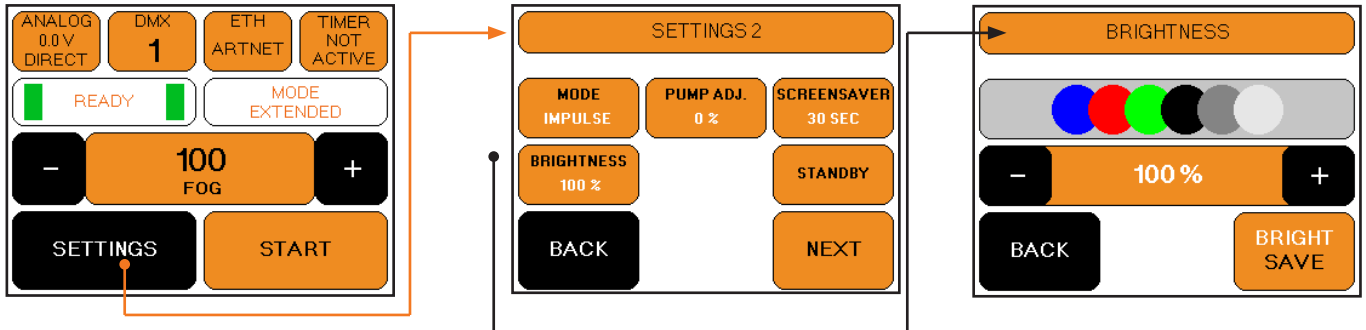 ANALOG
0.0 V
DIRECT
DMX
1
ETH
ARTNET
TIMER
NOT
ACTIVE
READY
MODE
EXTENDED
-
100
FOG
+
SETTINGS
START
SETTINGS 2
MODE
IMPULSE
PUMP ADJ.
0 %
SCREENSAVER
30 SEC
BRIGHTNESS
100 %
STANDBY
BACK
NEXT
BRIGHTNESS
-
100 %
+
BACK
BRIGHT
SAVE